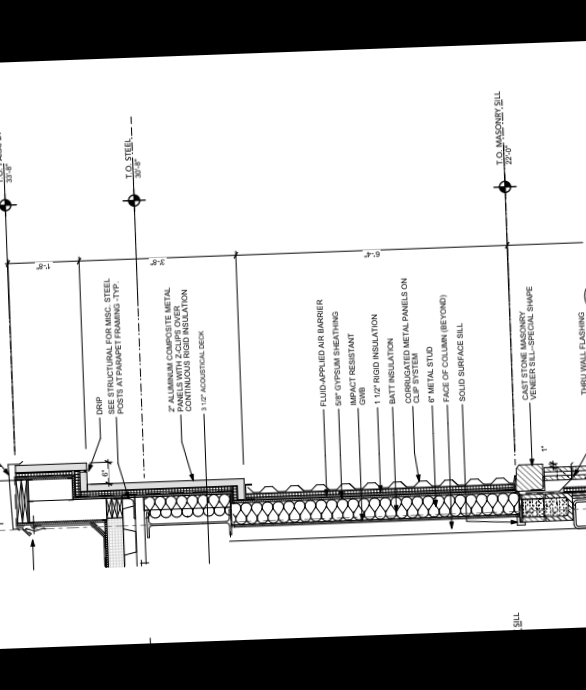 33'-8"
T.O. STEEL
30'-8"
T.O. MASONRY SILL
22'-0"
1'-8"
3'-8"
6'-4"
DRIP
SEE STRUCTURAL FOR MISC. STEEL
POSTS AT PARAPET FRAMING -TYP.
2" ALUMINUM COMPOSITE METAL
PANELS WITH Z-CLIPS OVER
CONTINUOUS RIGID INSULATION
3 1/2" ACOUSTICAL DECK
FLUID-APPLIED AIR BARRIER
5/8" GYPSUM SHEATHING
IMPACT RESISTANT
GWB
1 1/2" RIGID INSULATION
BATT INSULATION
CORRUGATED METAL PANELS ON
CLIP SYSTEM
6" METAL STUD
FACE OF COLUMN (BEYOND)
SOLID SURFACE SILL
CAST STONE MASONRY
VENEER SILL--SPECIAL SHAPE
THRU WALL FLASHING
6"
1"
SILL